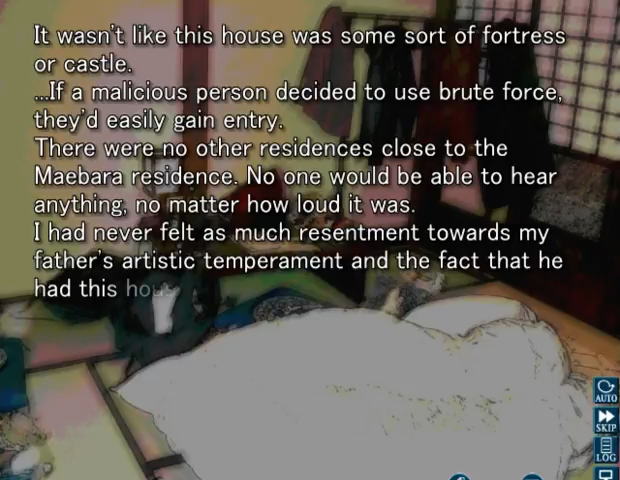 It wasn't like this house was some sort of fortress
or castle.
...If a malicious person decided to use brute force,
they'd easily gain entry.
There were no other residences close to the
Maebara residence. No one would be able to hear
anything, no matter how loud it was.
I had never felt as much resentment towards my
father's artistic temperament and the fact that he
had this
AUTO
SKIP
LOG